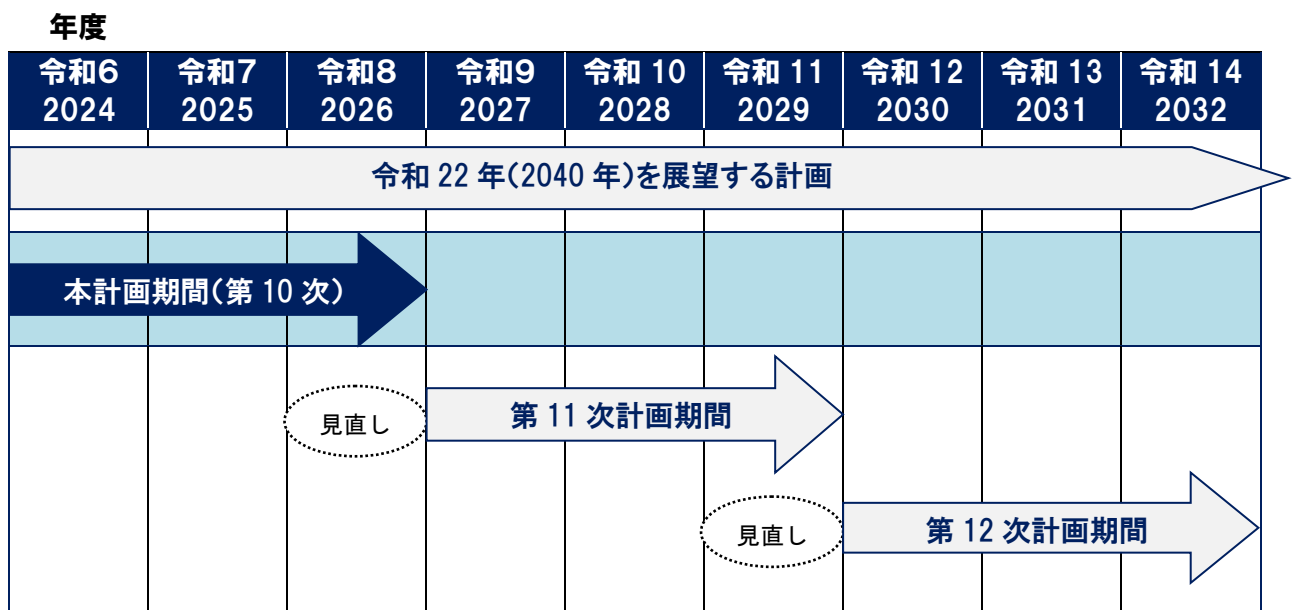 年度
令和6 令和7 令和8 令和9 令和 10 令和 11 令和 12 令和 13 令和 14
2024 2025 2026 2027 2028 2029 2030 2031 2032
令和 22 年(2040 年)を展望する計画
本計画期間(第 10 次)
見直し 第 11 次計画期間
見直し 第 12 次計画期間